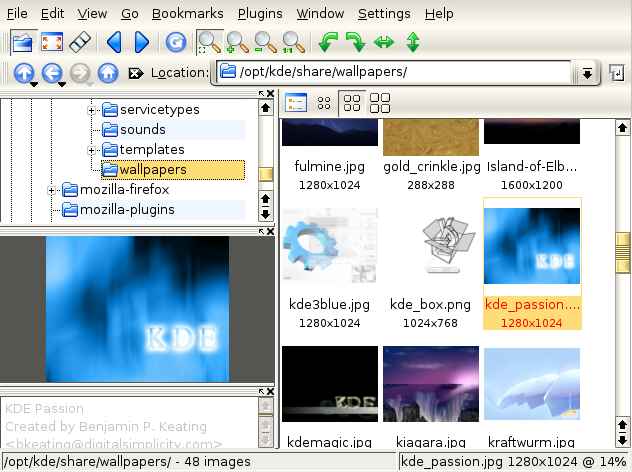 File Edit View Go Bookmarks Plugins Window Settings Help
Location: /opt/kde/share/wallpapers/
servicetypes
sounds
templates
wallpapers
mozilla-firefox
mozilla-plugins
KDE
KDE Passion
Created by Benjamin P. Keating
<bkeating@digitalsimplicity.com>
fulmine.jpg gold_crinkle.jpg Island-of-Elb...
1280x1024 288x288 1600x1200
KDE
kde3blue.jpg kde_box.png kde_passion....
1280x1024 1024x768 1280x1024
KDE
kdemagic.jpg kiagara.jpg kraftwurm.jpg
/opt/kde/share/wallpapers/ - 48 images
kde_passion.jpg 1280x1024 @ 14%